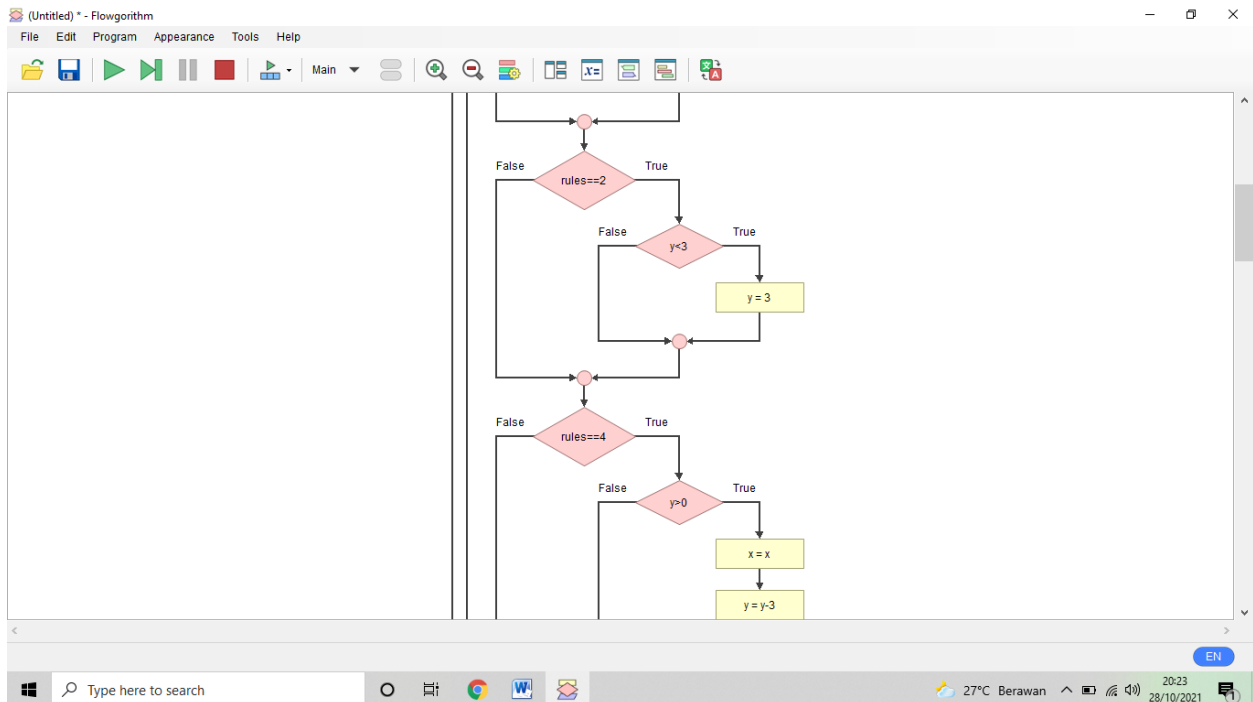 (Untitled) * - Flowgorithm
File Edit Program Appearance Tools Help
Main
x=
False True
rules==2
False True
y<3
y = 3
False True
rules==4
False True
y>0
x = x
y = y-3
EN
Type here to search
27°C Berawan
20:23
28/10/2021